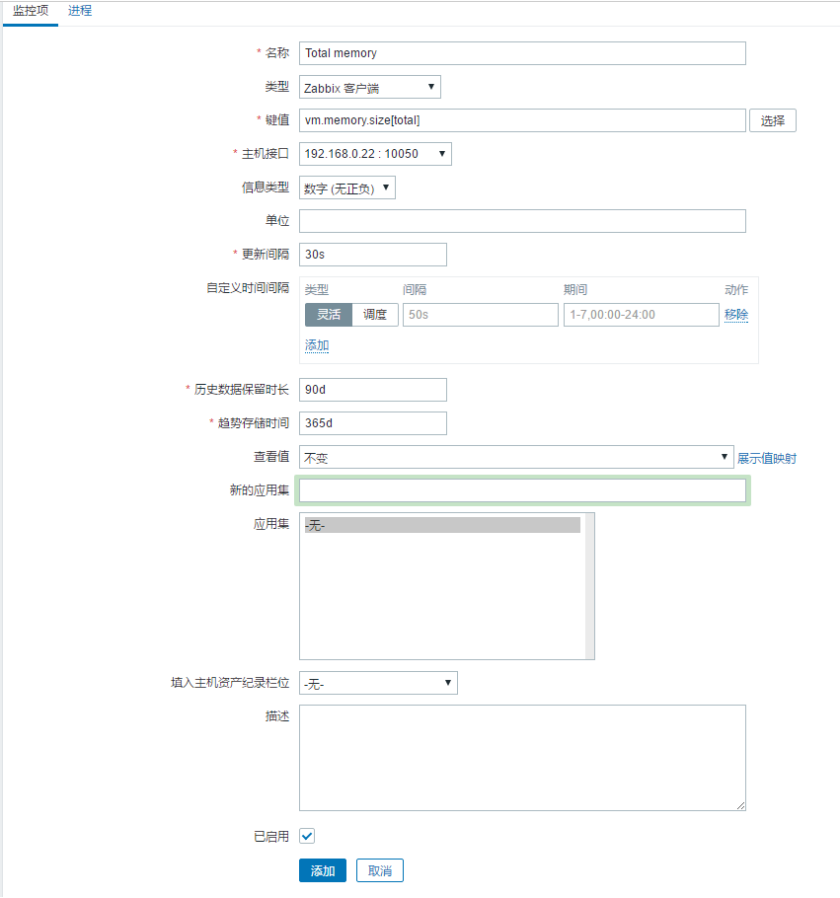 监控项 进程
* 名称 Total memory
类型 Zabbix 客户端
* 键值 vm.memory.size[total] 选择
* 主机接口 192.168.0.22 : 10050
信息类型 数字 (无正负)
单位
* 更新间隔 30s
自定义时间间隔 类型 间隔 期间 动作
灵活 调度 50s 1-7,00:00-24:00 移除
添加
* 历史数据保留时长 90d
* 趋势存储时间 365d
查看值 不变 展示值映射
新的应用集
应用集 -无-
填入主机资产纪录栏位 -无-
描述
已启用
添加 取消